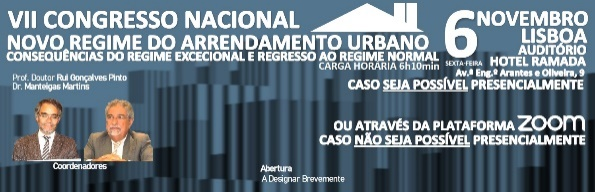 VII CONGRESSO NACIONAL
NOVO REGIME DO ARRENDAMENTO URBANO
CONSEQUÊNCIAS DO REGIME EXCECIONAL E REGRESSO AO REGIME NORMAL
CARGA HORÁRIA 6h10min
6 NOVEMBRO
SEXTA-FEIRA
LISBOA
AUDITÓRIO
HOTEL RAMADA
Av.ª Eng.º Arantes e Oliveira, 9
CASO SEJA POSSÍVEL PRESENCIALMENTE
OU ATRAVÉS DA PLATAFORMA zoom
CASO NÃO SEJA POSSÍVEL PRESENCIALMENTE
Prof. Doutor Rui Gonçalves Pinto
Dr. Manteigas Martins
Coordenadores
Abertura
A Designar Brevemente